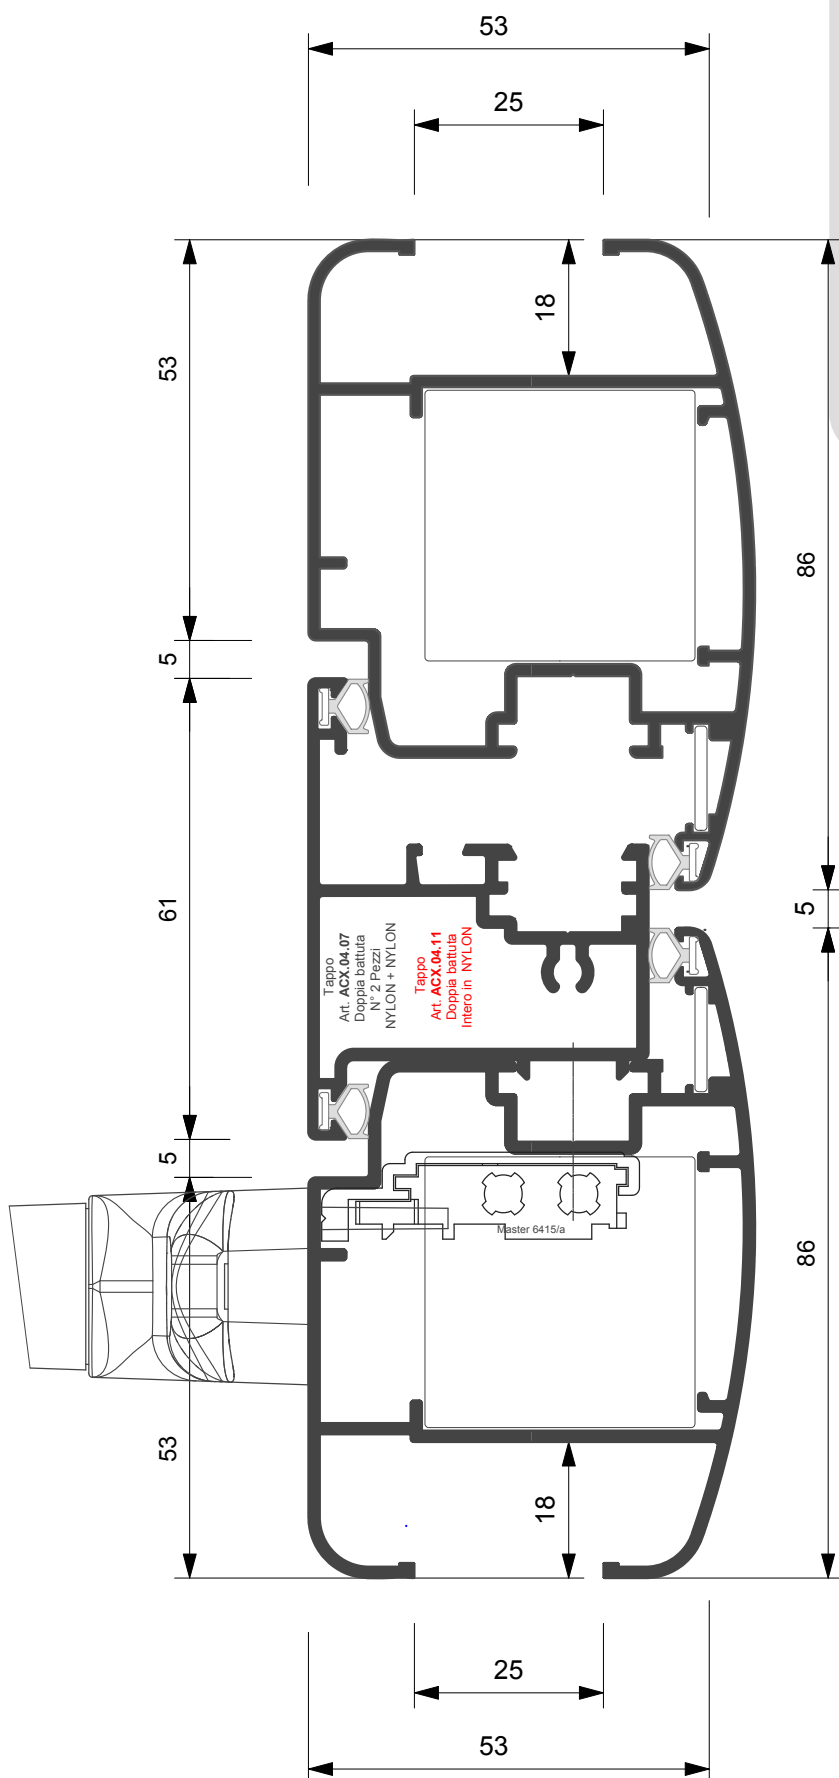 53
25
18
53
86
5
61
5
Tappo
Art. ACX.04.07
Doppia battuta
N° 2 Pezzi
NYLON + NYLON
Tappo
Art. ACX.04.11
Doppia battuta
Intero in NYLON
5
Master 6415/a
86
53
18
25
53